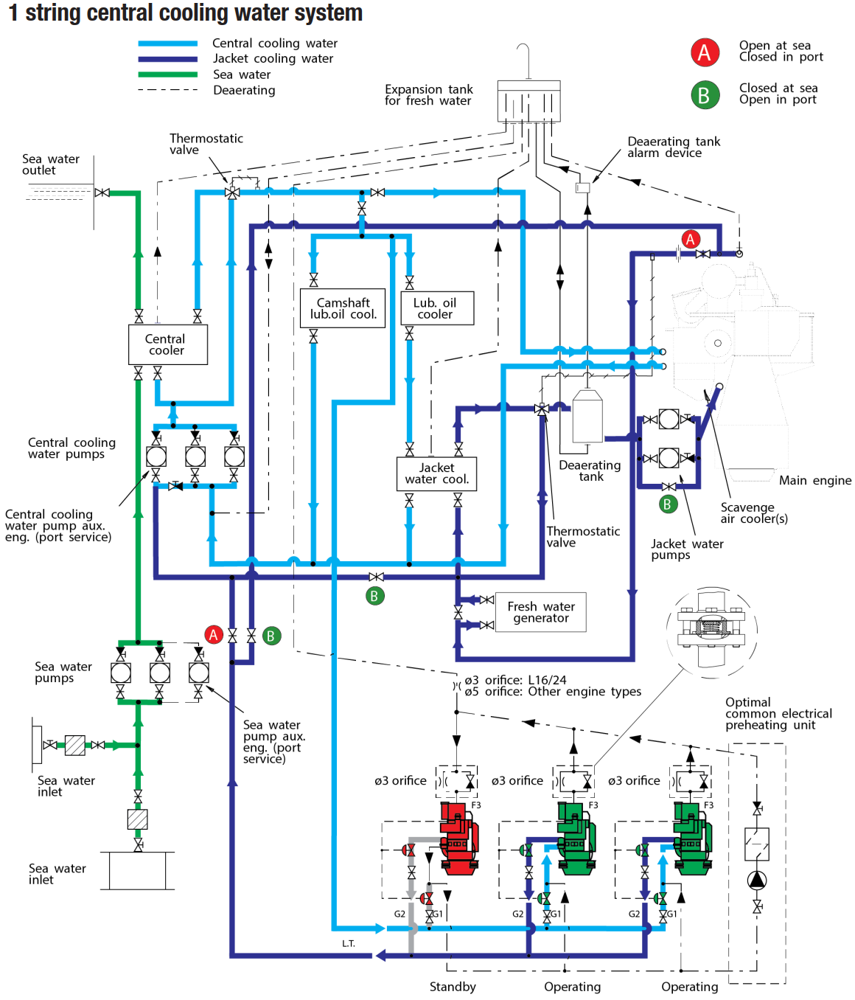 1 string central cooling water system
Central cooling water
Jacket cooling water
Sea water
Deaerating
A
Open at sea
Closed in port
B
Closed at sea
Open in port
Expansion tank
for fresh water
Thermostatic
valve
Deaerating tank
alarm device
Sea water
outlet
A
Camshaft
lub.oil cool.
Lub. oil
cooler
Central
cooler
Central cooling
water pumps
Jacket
water cool.
Deaerating
tank
Main engine
B
Scavenge
air cooler(s)
Central cooling
water pump aux.
eng. (port service)
Thermostatic
valve
Jacket water
pumps
B
Fresh water
generator
A
B
Sea water
pumps
ø3 orifice: L16/24
ø5 orifice: Other engine types
Optimal
common electrical
preheating unit
Sea water
pump aux.
eng. (port
service)
Sea water
inlet
ø3 orifice
ø3 orifice
ø3 orifice
F3
F3
F3
Sea water
inlet
G2
G1
G2
G1
G2
G1
L.T.
Standby
Operating
Operating